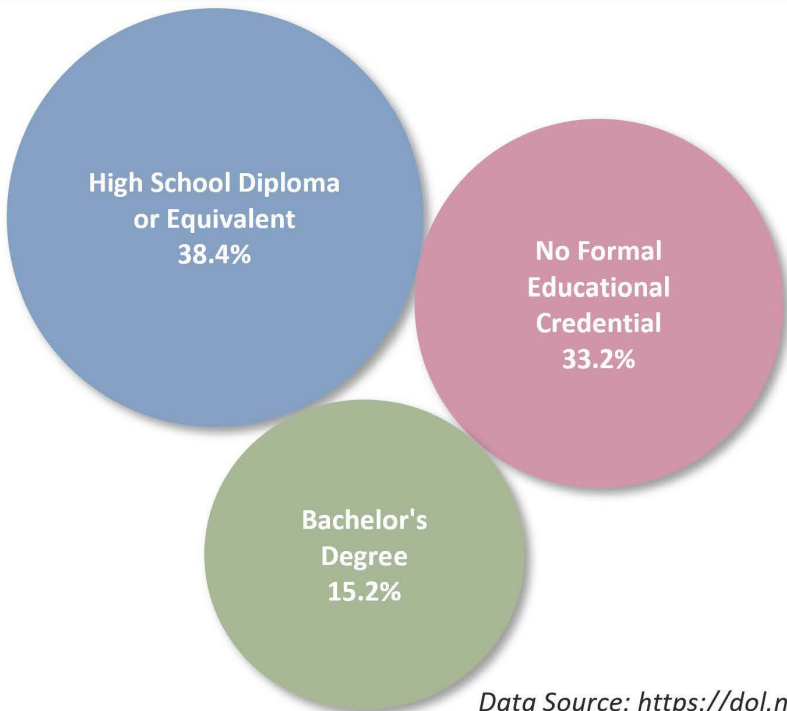 High School Diploma
or Equivalent
38.4%
No Formal
Educational
Credential
33.2%
Bachelor's
Degree
15.2%
Data Source: https://dol.n